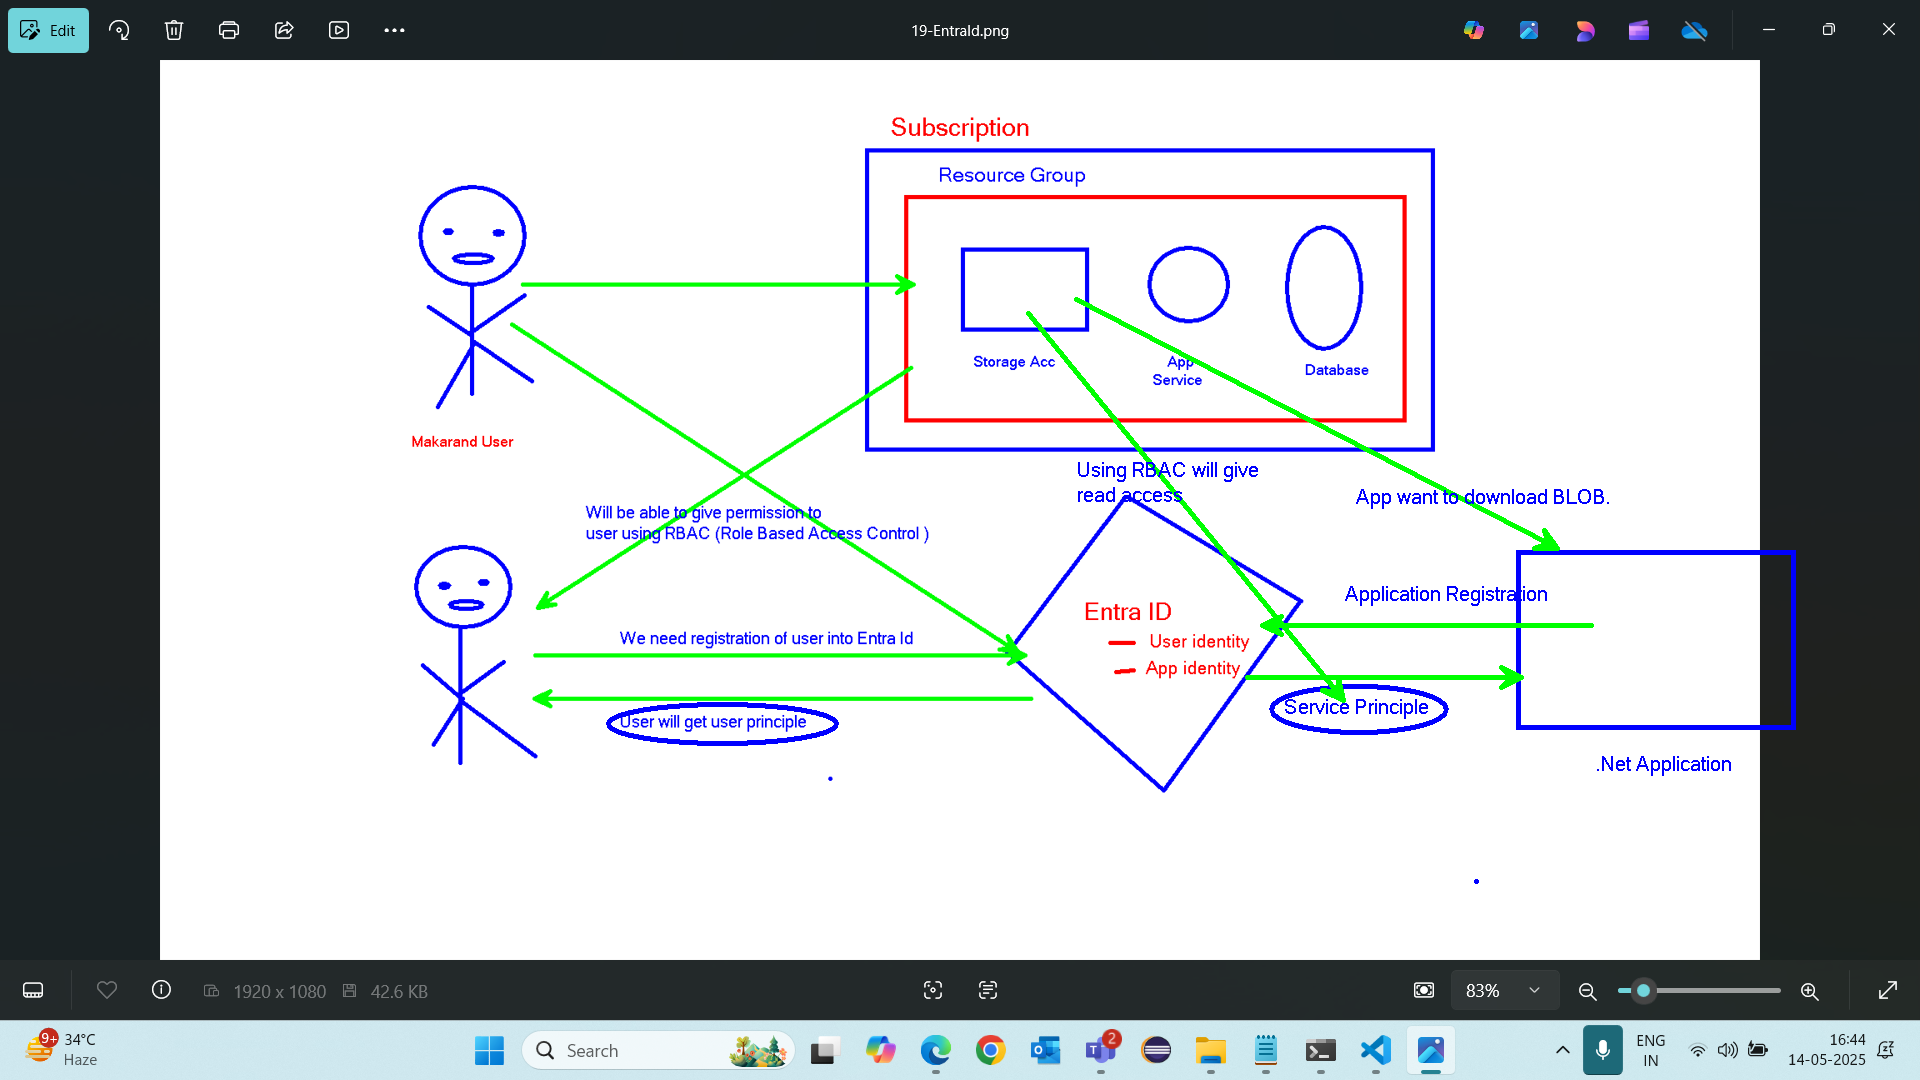 Edit
19-EntraId.png
Subscription
Resource Group
Storage Acc
App
Service
Database
Makarand User
Using RBAC will give
read access
App want to download BLOB.
Will be able to give permission to
user using RBAC (Role Based Access Control )
Application Registration
Entra ID
User identity
App identity
We need registration of user into Entra Id
User will get user principle
Service Principle
.Net Application
1920 x 1080
42.6 KB
83%
9+
34°C
Haze
Search
2
ENG
IN
16:44
14-05-2025